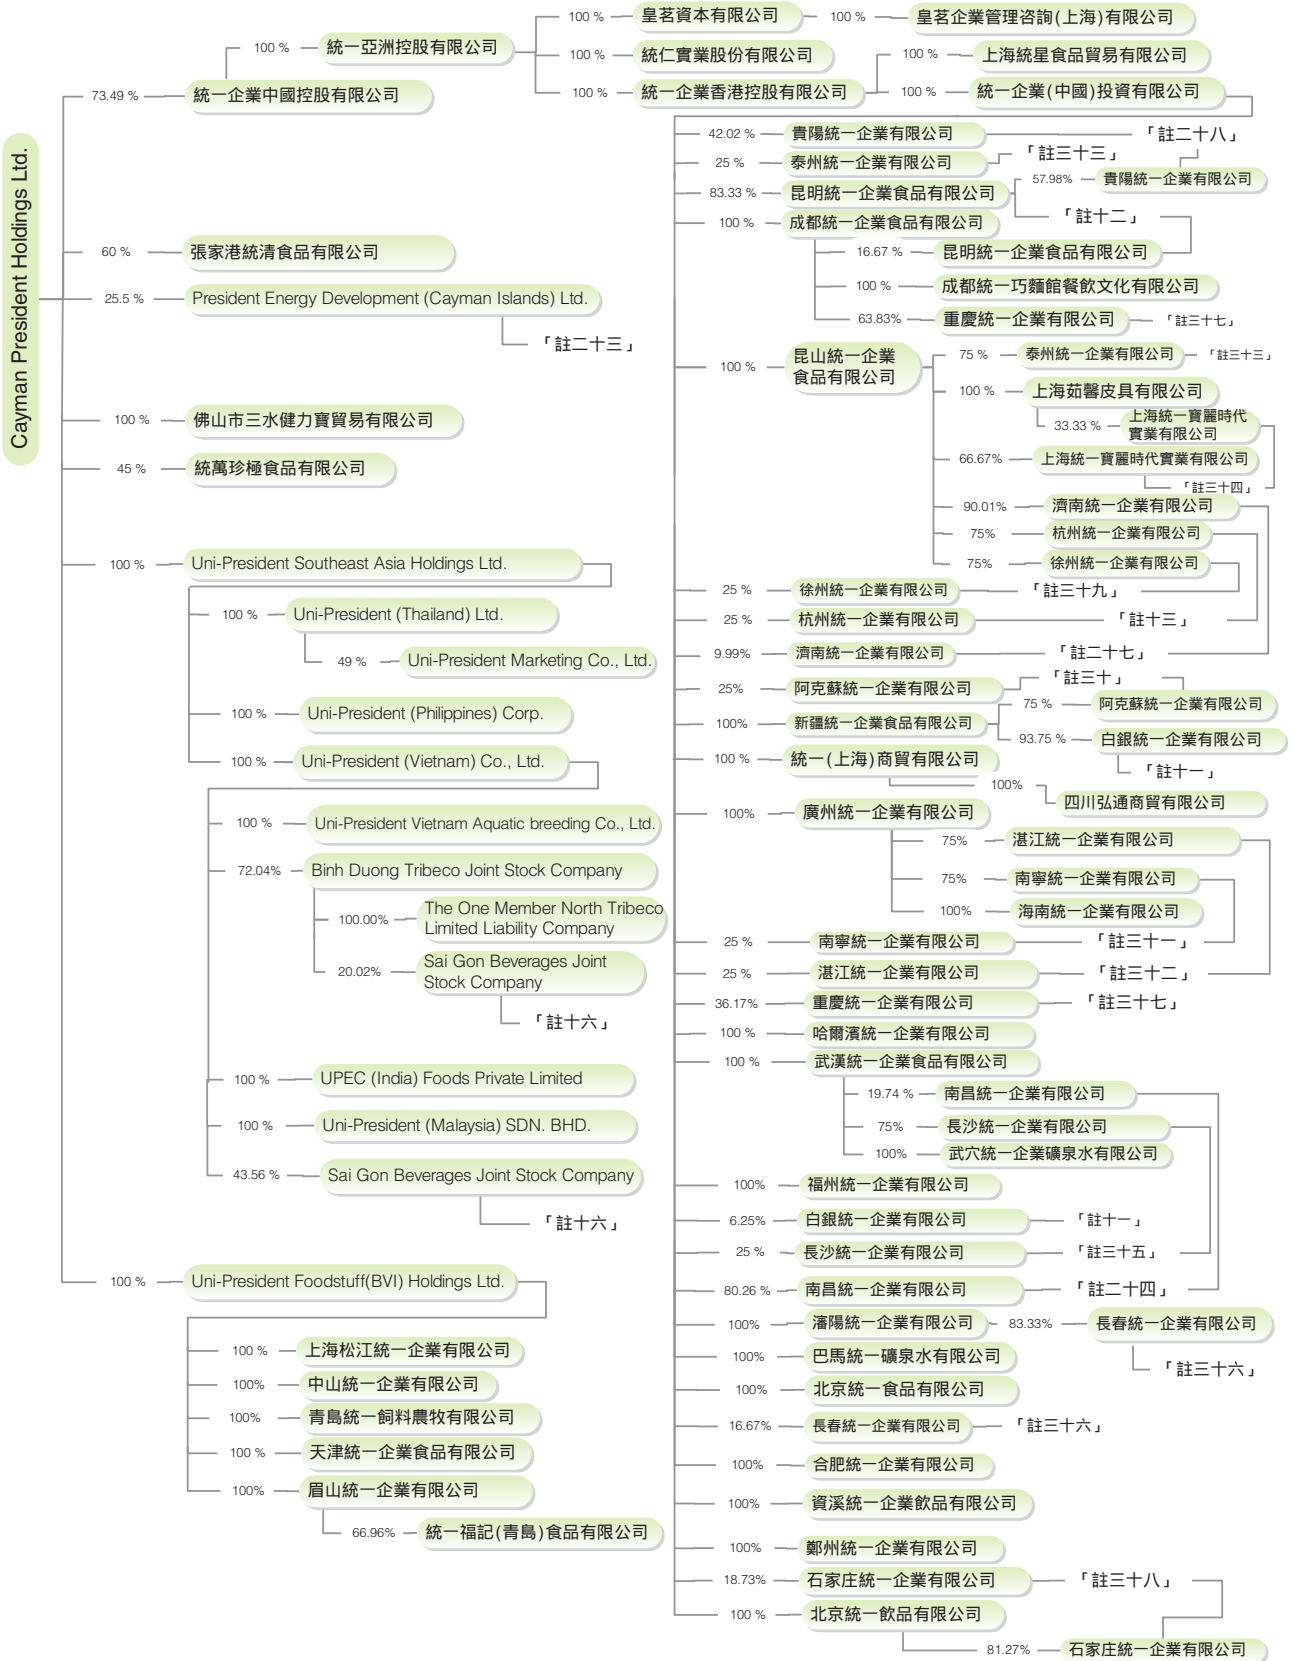 Cayman President Holdings Ltd.
73.49 %
統一企業中國控股有限公司
100 %
統一亞洲控股有限公司
100 %
皇茗資本有限公司
100 %
皇茗企業管理咨詢(上海)有限公司
100 %
統仁實業股份有限公司
100 %
統一企業香港控股有限公司
100 %
上海統星食品貿易有限公司
100 %
統一企業(中國)投資有限公司
60 %
張家港統清食品有限公司
25.5 %
President Energy Development (Cayman Islands) Ltd.
「註二十三」
100 %
佛山市三水健力寶貿易有限公司
45 %
統萬珍極食品有限公司
100 %
Uni-President Southeast Asia Holdings Ltd.
100 %
Uni-President (Thailand) Ltd.
49 %
Uni-President Marketing Co., Ltd.
100 %
Uni-President (Philippines) Corp.
100 %
Uni-President (Vietnam) Co., Ltd.
100 %
Uni-President Vietnam Aquatic breeding Co., Ltd.
72.04%
Binh Duong Tribeco Joint Stock Company
100.00%
The One Member North Tribeco
Limited Liability Company
20.02%
Sai Gon Beverages Joint
Stock Company
「註十六」
100 %
UPEC (India) Foods Private Limited
100 %
Uni-President (Malaysia) SDN. BHD.
43.56 %
Sai Gon Beverages Joint Stock Company
「註十六」
100 %
Uni-President Foodstuff(BVI) Holdings Ltd.
100 %
上海松江統一企業有限公司
100%
中山統一企業有限公司
100%
青島統一飼料農牧有限公司
100 %
天津統一企業食品有限公司
100%
眉山統一企業有限公司
66.96%
統一福記(青島)食品有限公司
42.02 %
貴陽統一企業有限公司
「註二十八」
25 %
泰州統一企業有限公司
「註三十三」
83.33 %
昆明統一企業食品有限公司
57.98%
貴陽統一企業有限公司
「註十二」
100 %
成都統一企業食品有限公司
16.67 %
昆明統一企業食品有限公司
100 %
成都統一巧麵館餐飲文化有限公司
63.83%
重慶統一企業有限公司
「註三十七」
100 %
昆山統一企業
食品有限公司
75 %
泰州統一企業有限公司
「註三十三」
100 %
上海茹馨皮具有限公司
33.33 %
上海統一寶麗時代
實業有限公司
66.67%
上海統一寶麗時代實業有限公司
「註三十四」
90.01%
濟南統一企業有限公司
75%
杭州統一企業有限公司
75%
徐州統一企業有限公司
25 %
徐州統一企業有限公司
「註三十九」
25 %
杭州統一企業有限公司
「註十三」
9.99%
濟南統一企業有限公司
「註二十七」
25%
阿克蘇統一企業有限公司
「註三十」
100%
新疆統一企業食品有限公司
75 %
阿克蘇統一企業有限公司
93.75 %
白銀統一企業有限公司
「註十一」
100 %
統一(上海)商貿有限公司
100%
四川弘通商貿有限公司
100%
廣州統一企業有限公司
75%
湛江統一企業有限公司
75%
南寧統一企業有限公司
100%
海南統一企業有限公司
25 %
南寧統一企業有限公司
「註三十一」
25 %
湛江統一企業有限公司
「註三十二」
36.17%
重慶統一企業有限公司
「註三十七」
100 %
哈爾濱統一企業有限公司
100 %
武漢統一企業食品有限公司
19.74 %
南昌統一企業有限公司
75%
長沙統一企業有限公司
100%
武穴統一企業礦泉水有限公司
100%
福州統一企業有限公司
6.25%
白銀統一企業有限公司
「註十一」
25 %
長沙統一企業有限公司
「註三十五」
80.26 %
南昌統一企業有限公司
「註二十四」
100%
瀋陽統一企業有限公司
83.33%
長春統一企業有限公司
「註三十六」
100%
巴馬統一礦泉水有限公司
100%
北京統一食品有限公司
16.67%
長春統一企業有限公司
「註三十六」
100%
合肥統一企業有限公司
100%
資溪統一企業飲品有限公司
100%
鄭州統一企業有限公司
18.73%
石家庄統一企業有限公司
「註三十八」
100 %
北京統一飲品有限公司
81.27%
石家庄統一企業有限公司